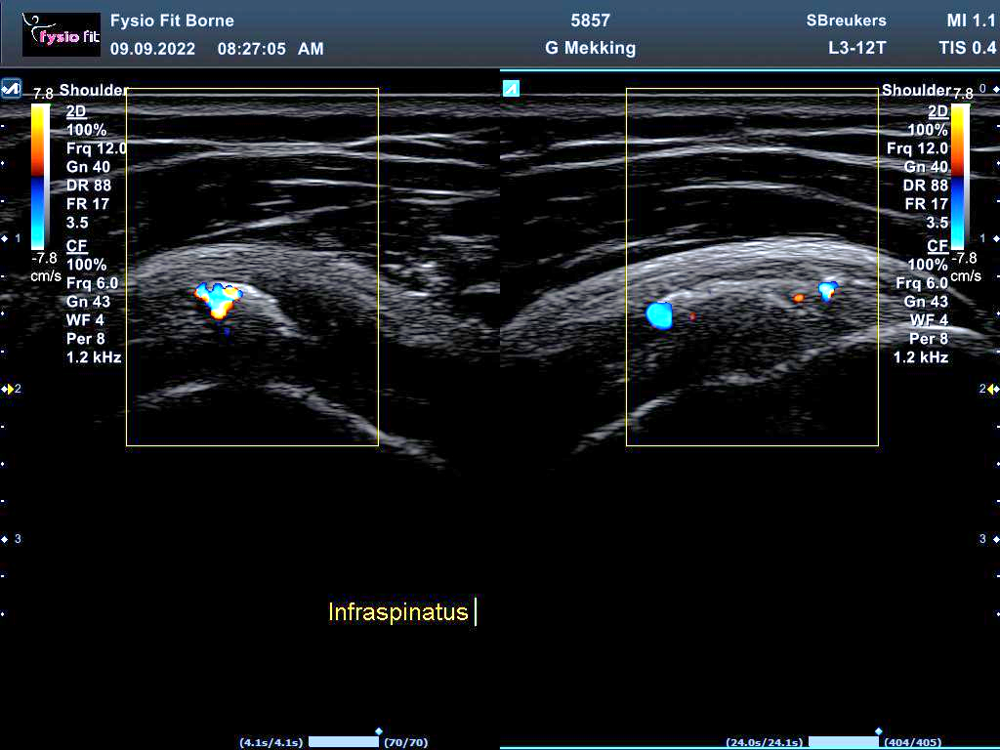 fysio fit
Fysio Fit Borne
5857
SBreukers
MI 1.1
09.09.2022 08:27:05 AM
G Mekking
L3-12T
TIS 0.4
7.8
Shoulder
2D
100%
Frq 12.0
Gn 40
DR 88
FR 17
3.5
CF
100%
Frq 6.0
Gn 43
WF 4
Per 8
1.2 kHz
-7.8
cm/s
1
2
3
Shoulder
7.8
0
2D
100%
Frq 12.0
Gn 40
DR 88
FR 17
3.5
CF
100%
Frq 6.0
Gn 43
WF 4
Per 8
1.2 kHz
-7.8
cm/s
1
2
3
Infraspinatus
(4.1s/4.1s) (70/70)
(24.0s/24.1s) (404/405)